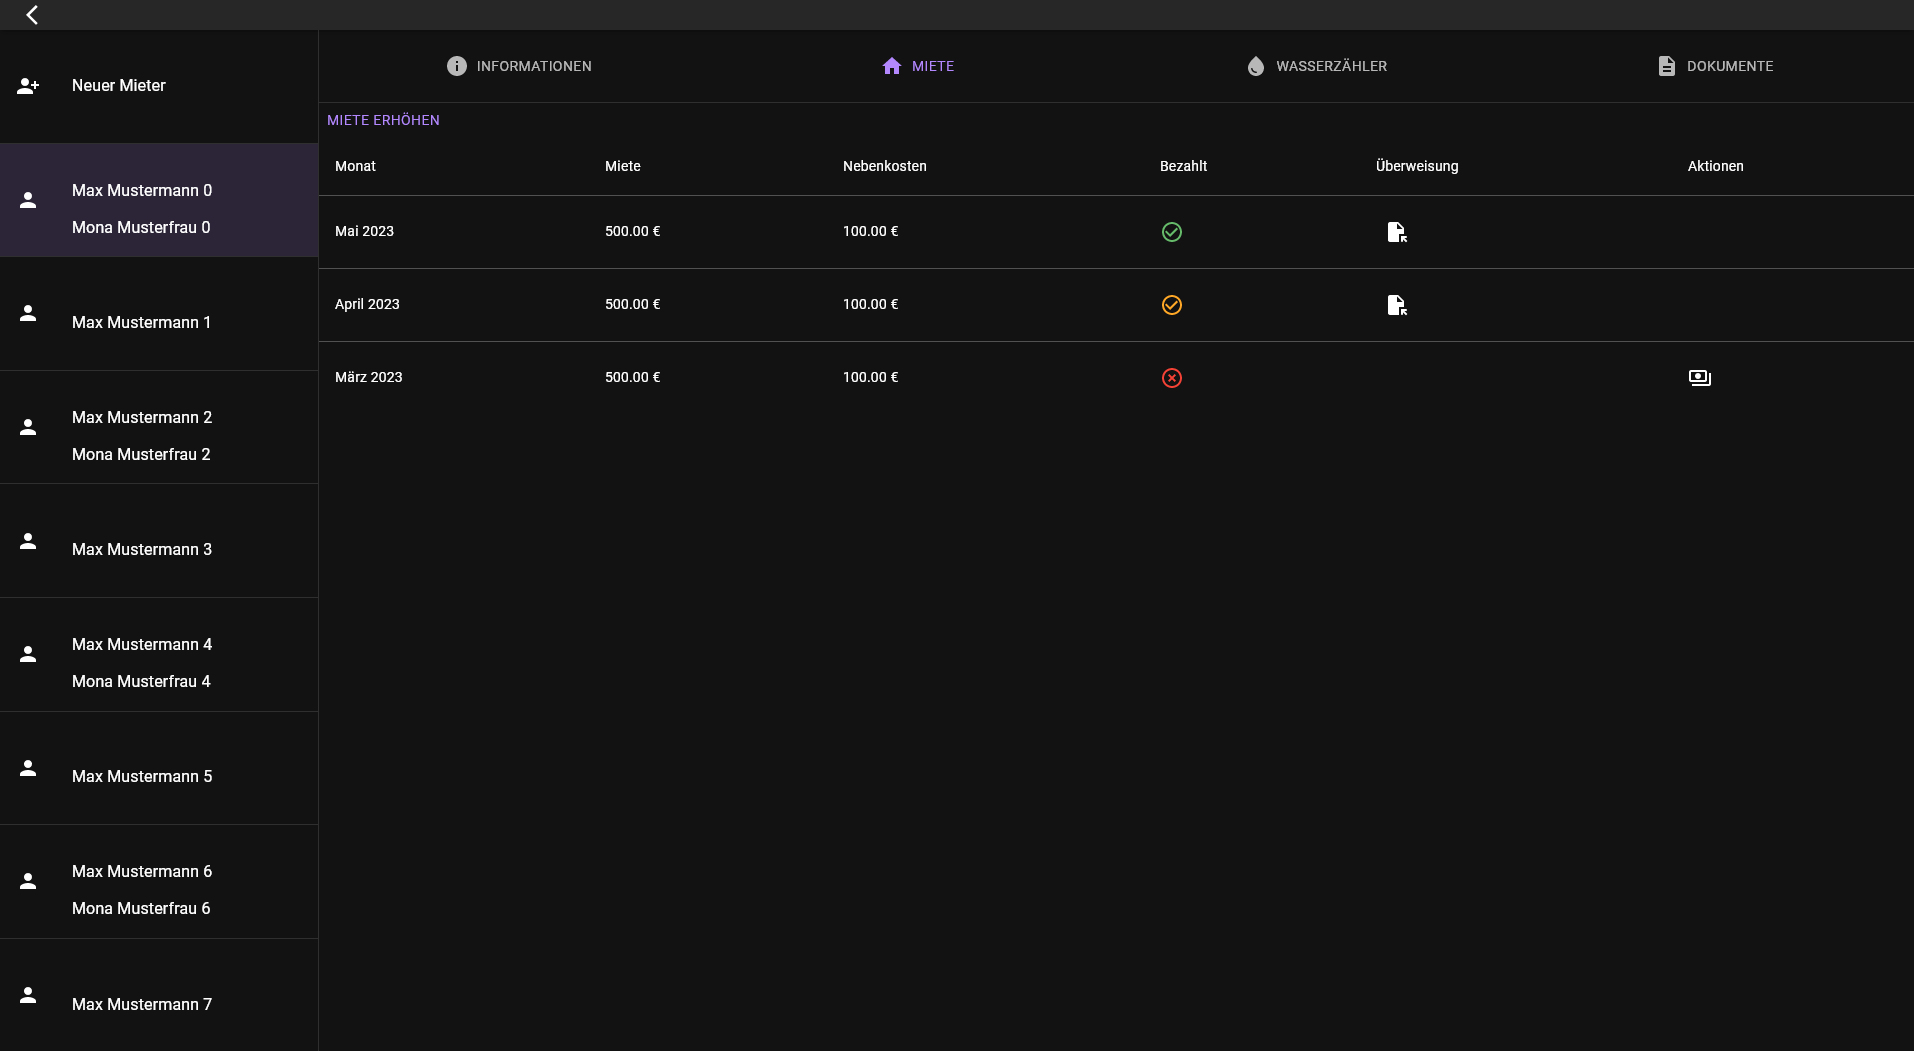 Neuer Mieter
Max Mustermann 0
Mona Musterfrau 0
Max Mustermann 1
Max Mustermann 2
Mona Musterfrau 2
Max Mustermann 3
Max Mustermann 4
Mona Musterfrau 4
Max Mustermann 5
Max Mustermann 6
Mona Musterfrau 6
Max Mustermann 7
INFORMATIONEN MIETE WASSERZÄHLER DOKUMENTE
MIETE ERHÖHEN
Monat Miete Nebenkosten Bezahlt Überweisung Aktionen
Mai 2023 500.00 € 100.00 €
April 2023 500.00 € 100.00 €
März 2023 500.00 € 100.00 €